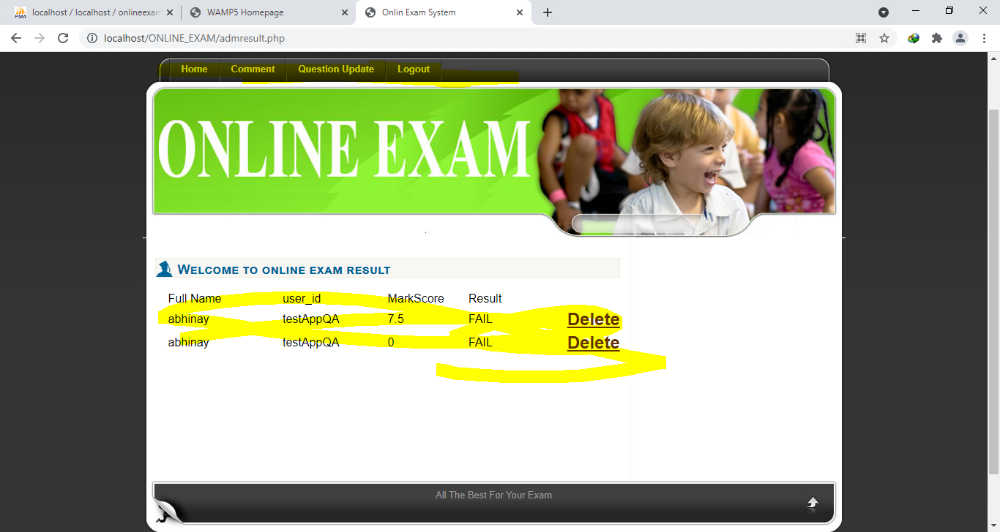 localhost / localhost / onlineexan
WAMP5 Homepage
Onlin Exam System
localhost/ONLINE_EXAM/admresult.php
Home Comment Question Update Logout
ONLINE EXAM
WELCOME TO ONLINE EXAM RESULT
Full Name user_id MarkScore Result
abhinay testAppQA 7.5 FAIL Delete
abhinay testAppQA 0 FAIL Delete
All The Best For Your Exam